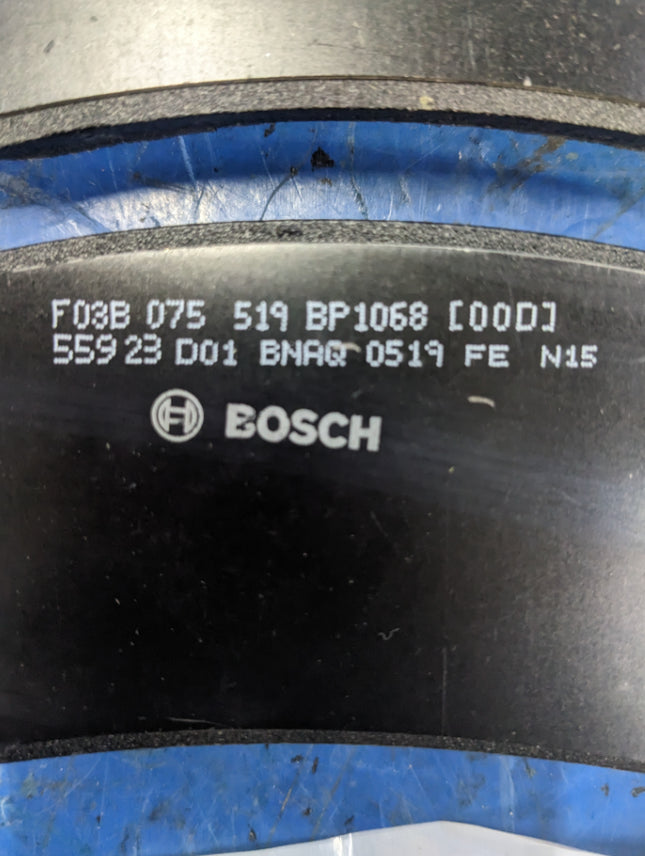 F03B 075 519 BP1068 [00D]
559 23 D01 BNAQ 0519 FE N15
BOSCH